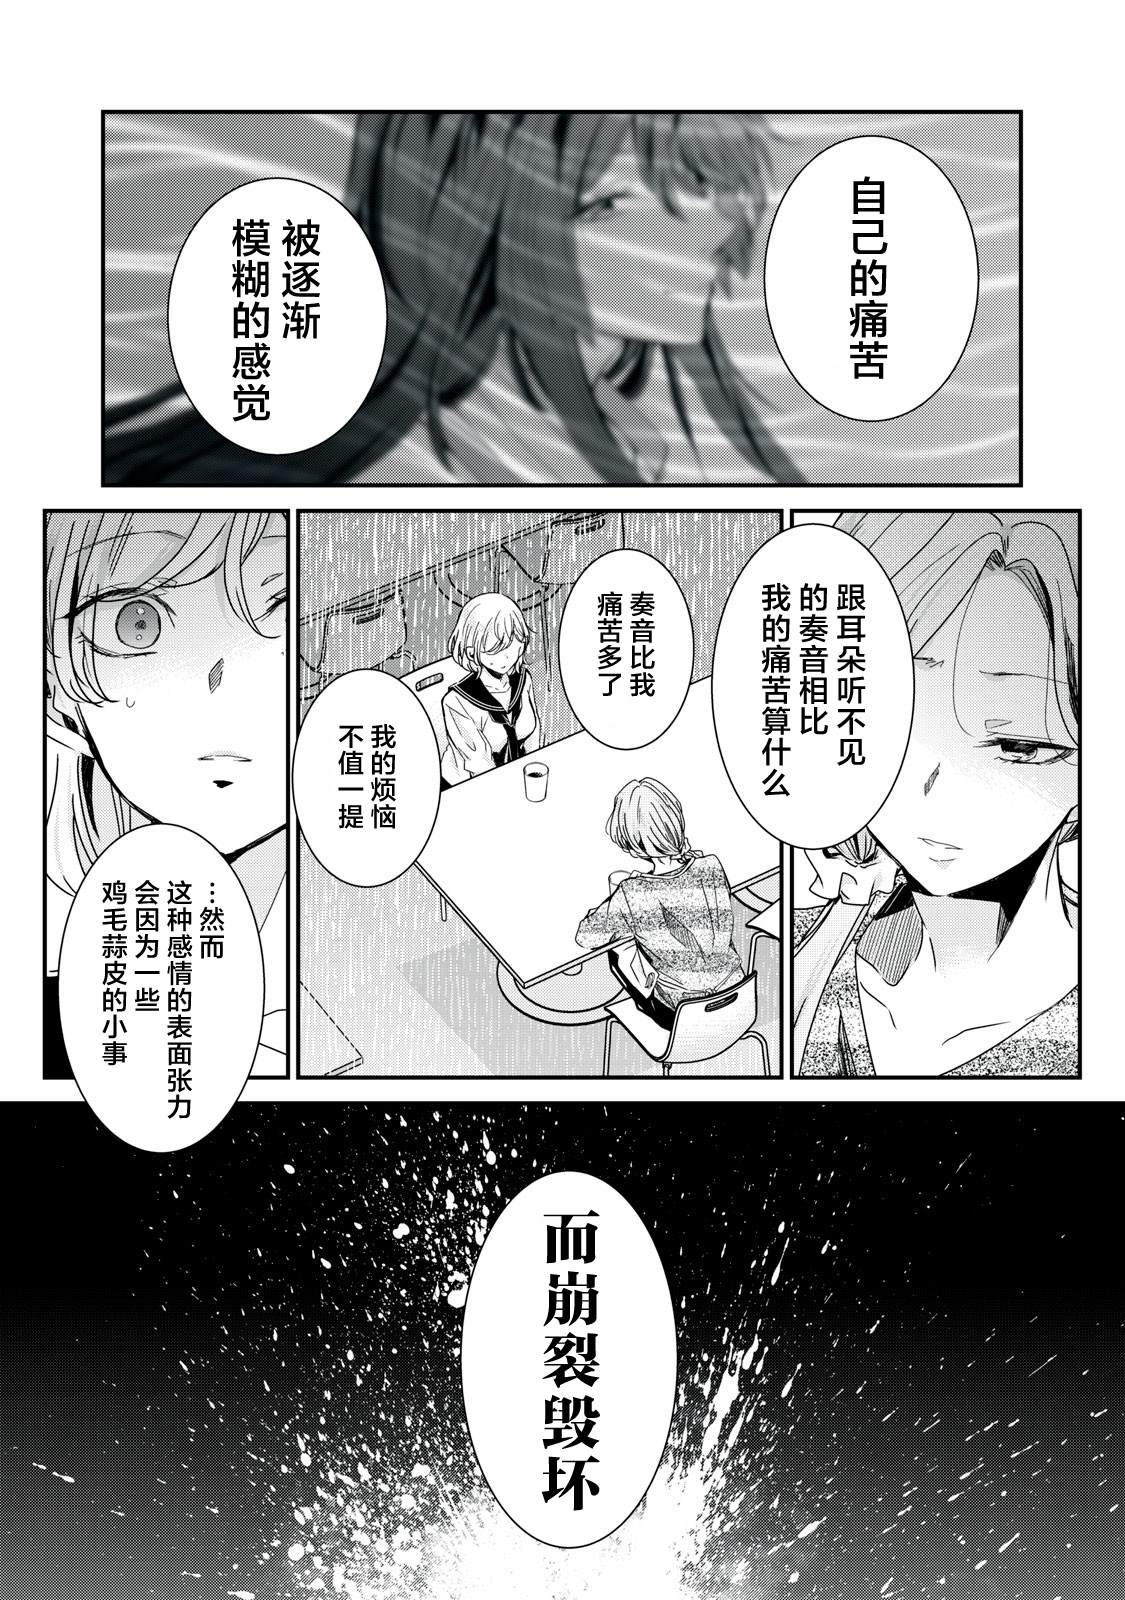 自己的痛苦
被逐渐
模糊的感觉
跟耳朵听不见
的奏音相比
我的痛苦算什么
奏音比我
痛苦多了
我的烦恼
不值一提
…然而
这种感情的表面张力
会因为一些
鸡毛蒜皮的小事
而崩裂毁坏